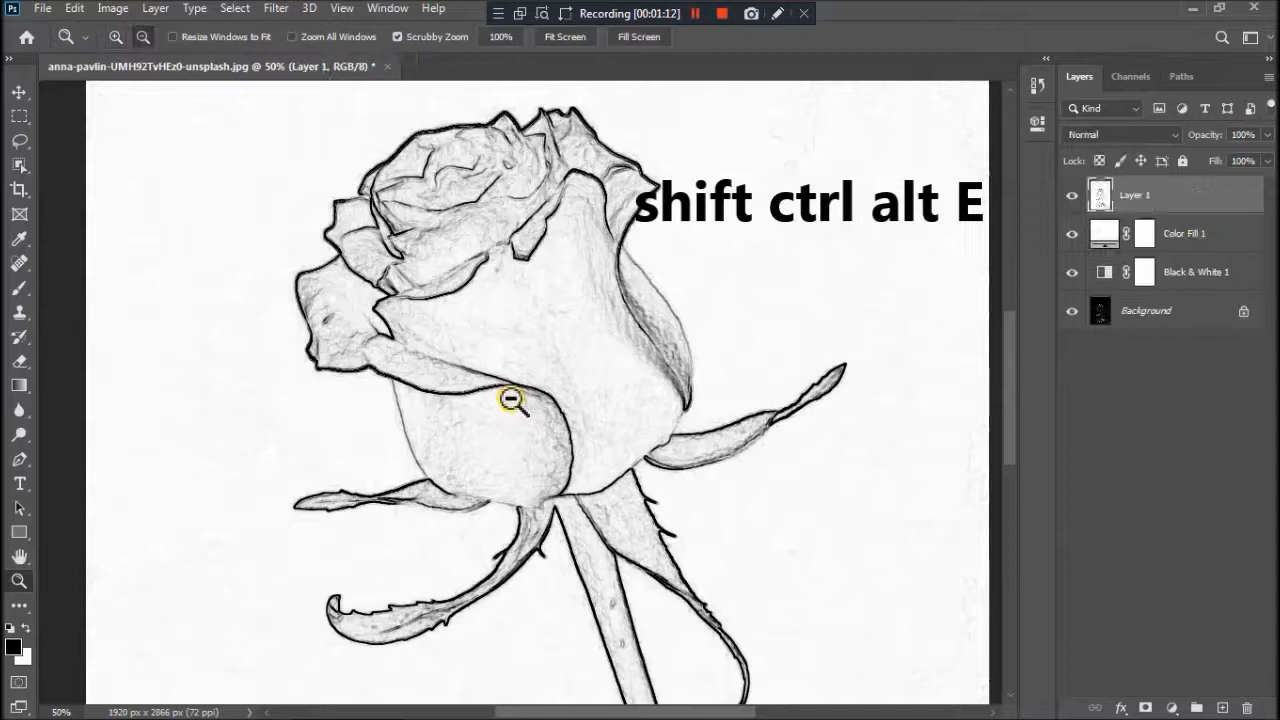 Ps File Edit Image Layer Type Select Filter 3D View Window Help
Recording [00:01:12]
Resize Windows to Fit Zoom All Windows Scrubby Zoom 100% Fit Screen Fill Screen
anna-pavlin-UMH92TvHEz0-unsplash.jpg @ 50% (Layer 1, RGB/8) *
Layers Channels Paths
Kind
Normal Opacity: 100%
Lock: Fill: 100%
Layer 1
shift ctrl alt E
Color Fill 1
Black & White 1
Background
50% 1920 px x 2866 px (72 ppi)